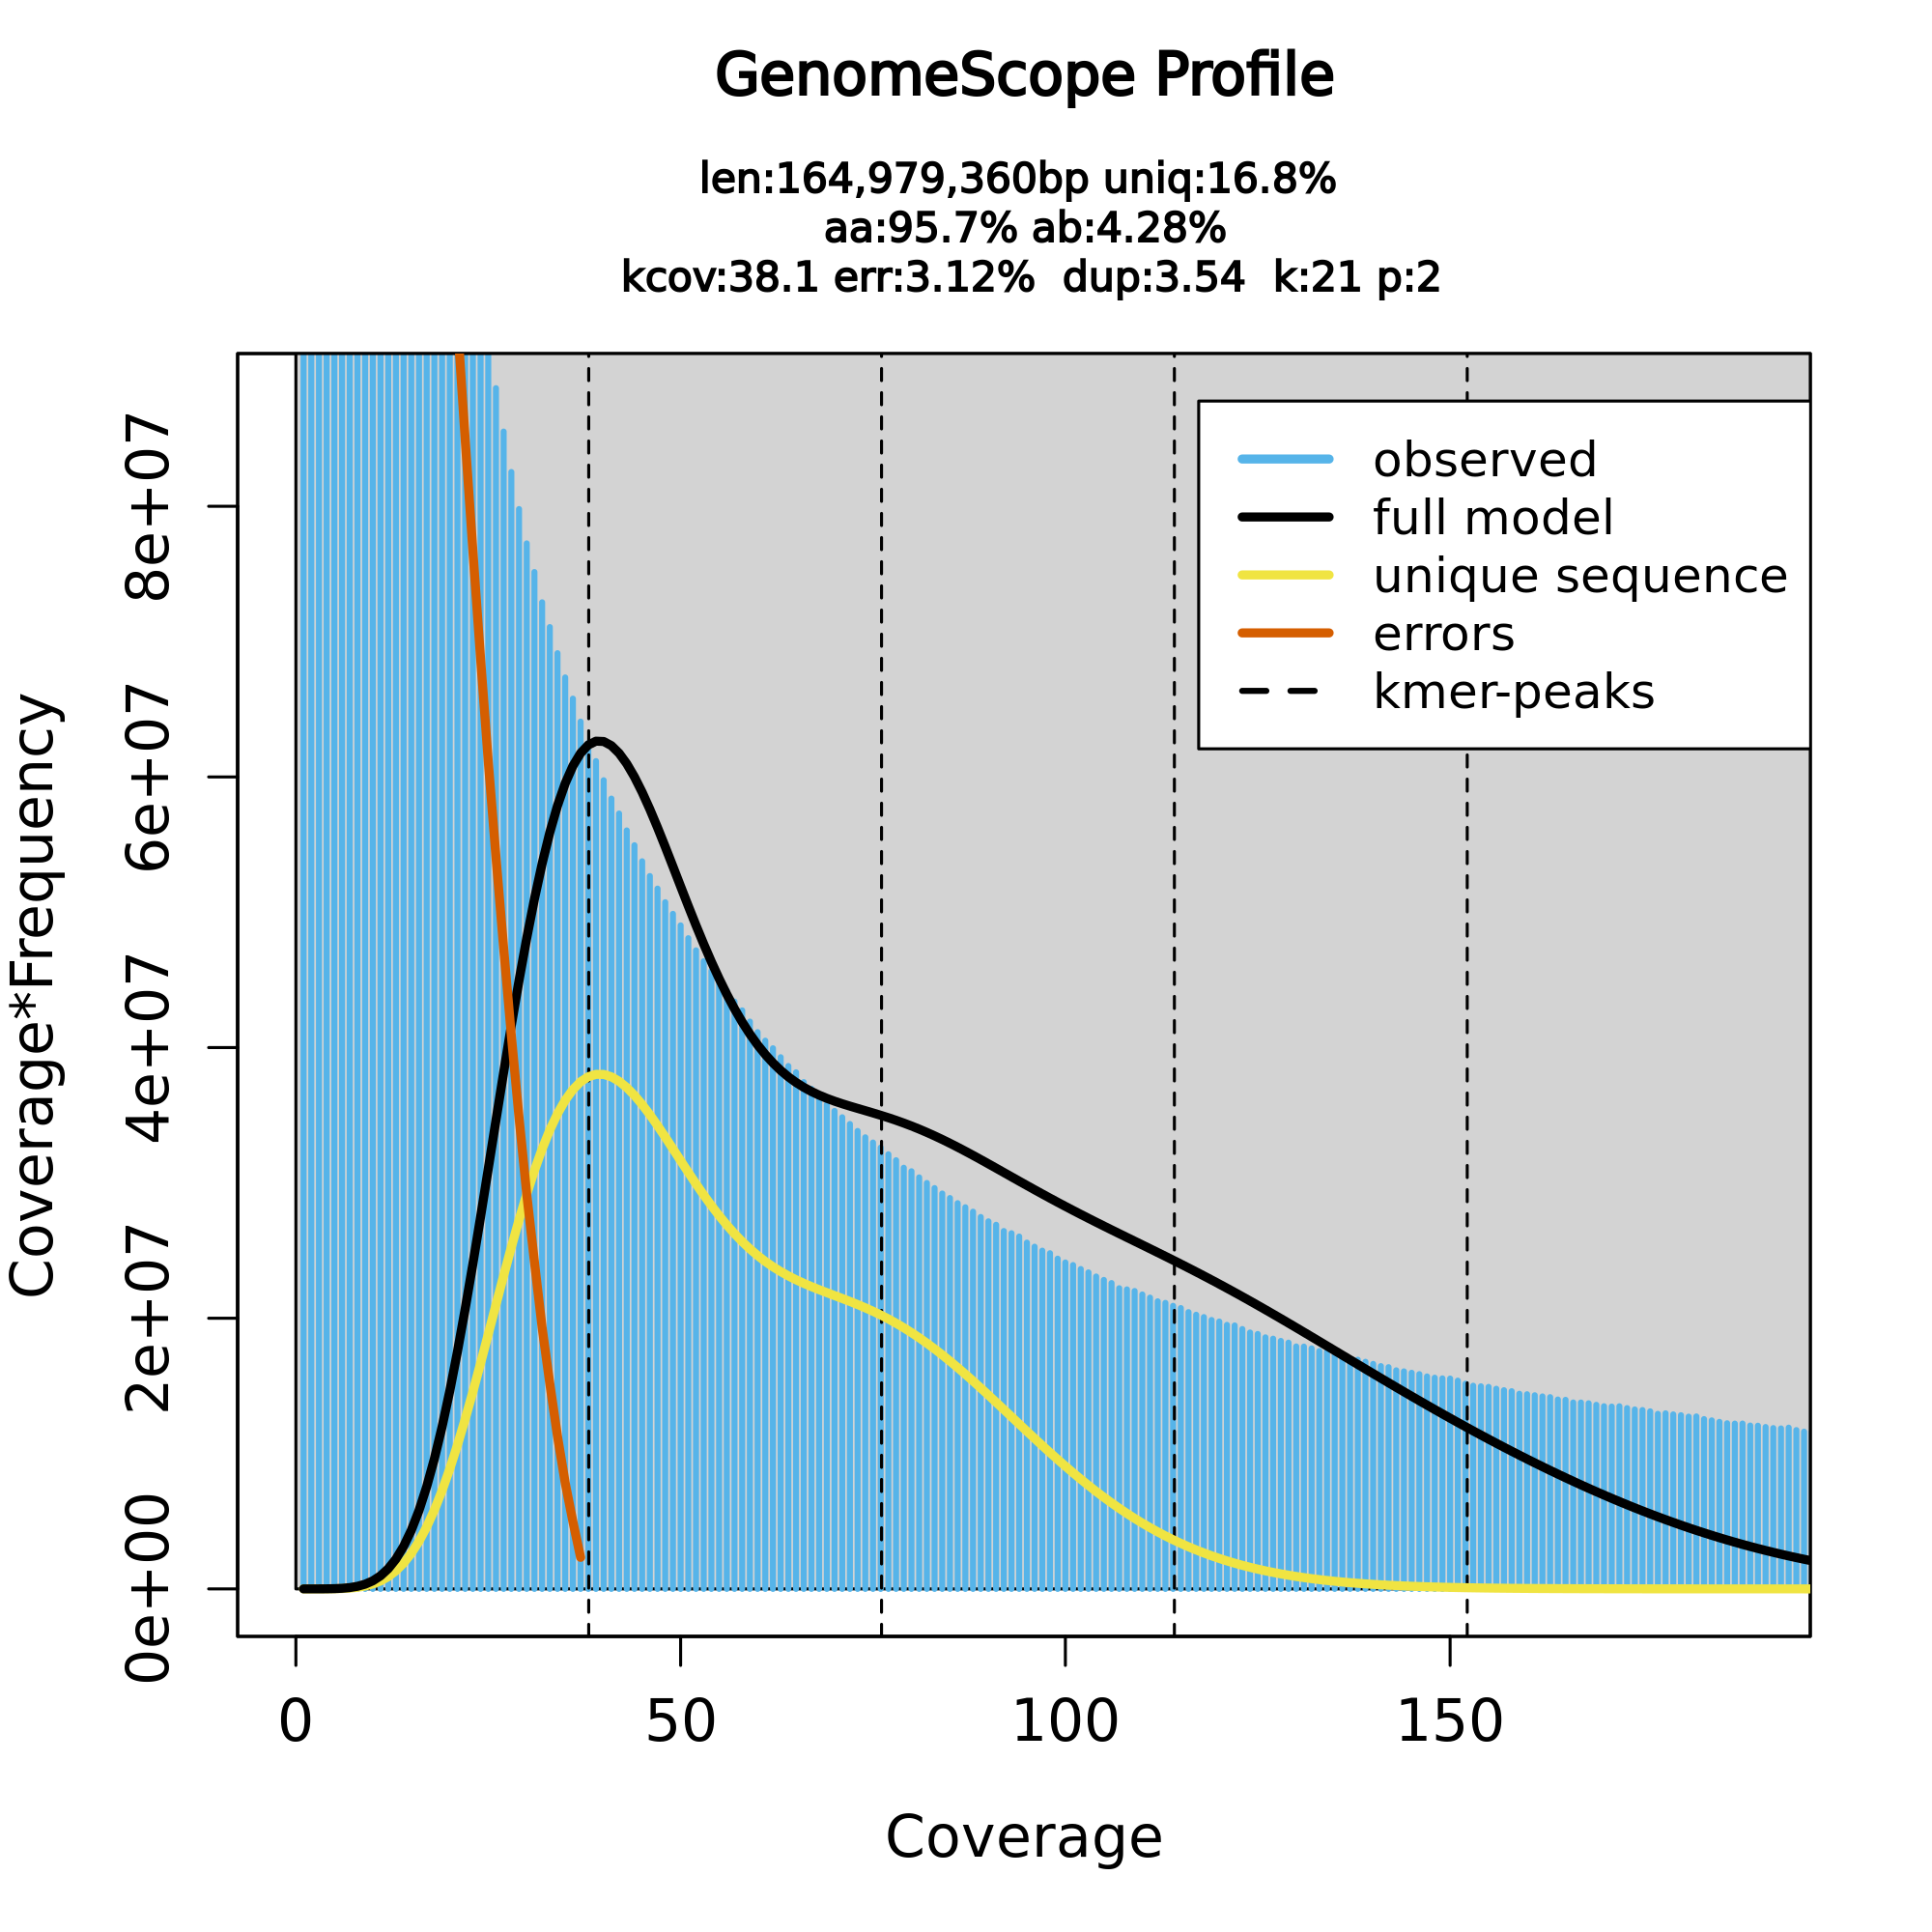 GenomeScope Profile
len:164,979,360bp uniq:16.8%
aa:95.7% ab:4.28%
kcov:38.1 err:3.12%  dup:3.54  k:21 p:2
observed
full model
unique sequence
errors
kmer-peaks
Coverage*Frequency
8e+07
6e+07
4e+07
2e+07
0e+00
0 50 100 150
Coverage